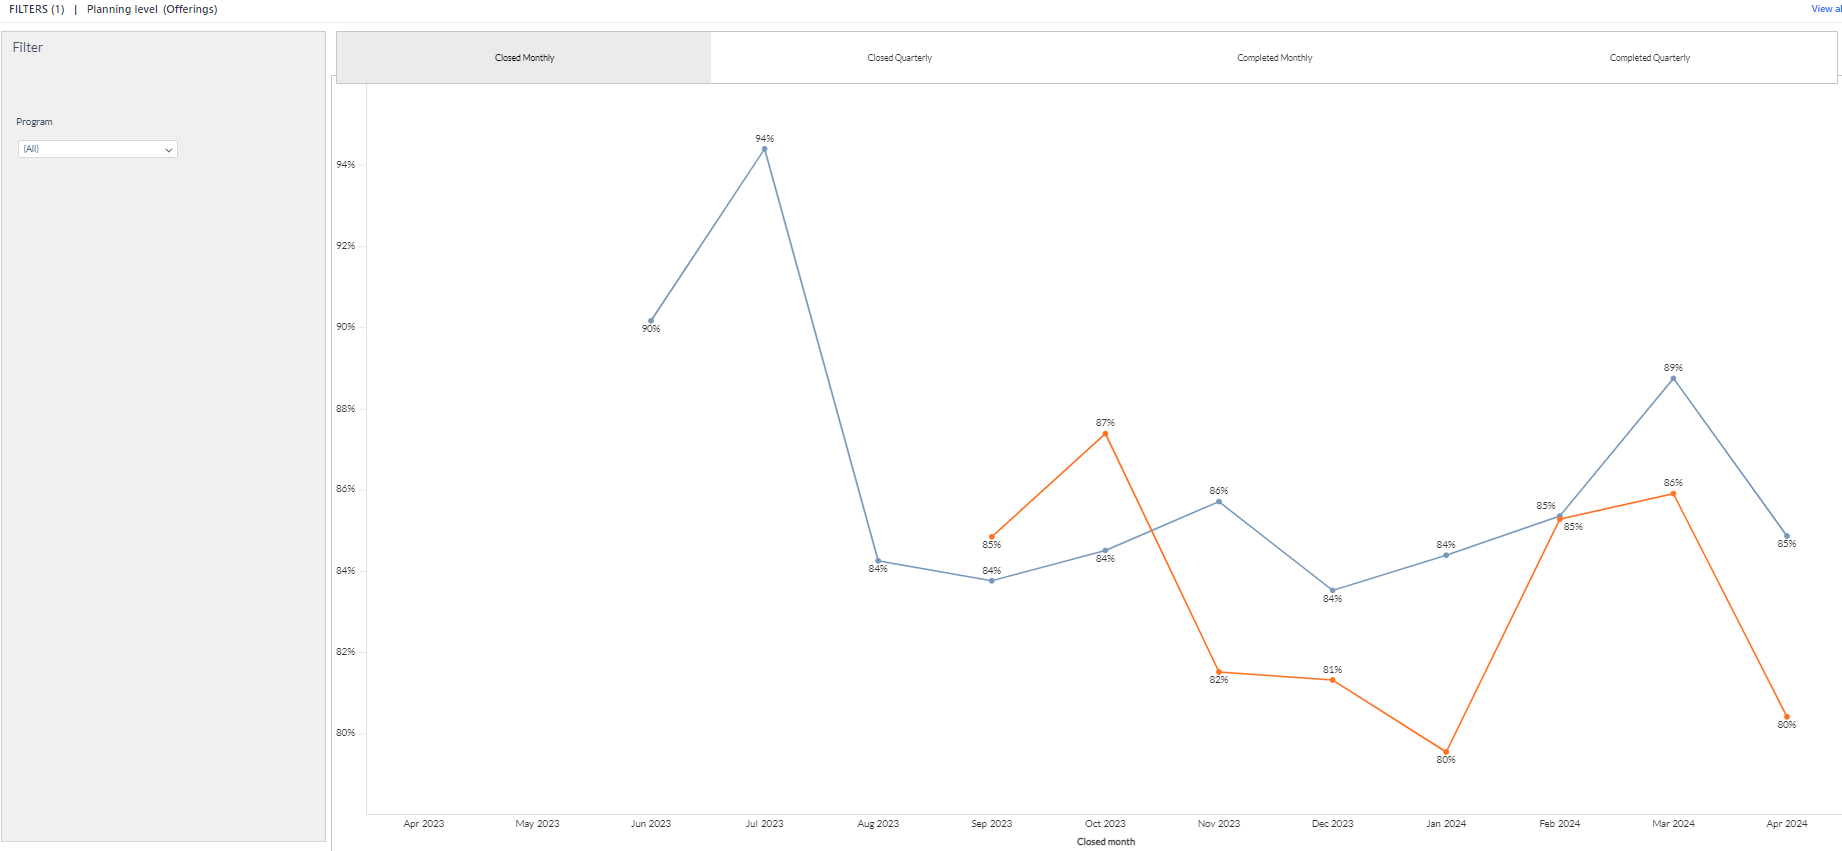 FILTERS (1) | Planning level (Offerings)
View al
Filter
Program
(All)
Closed Monthly
Closed Quarterly
Completed Monthly
Completed Quarterly
94%
92%
90%
88%
86%
84%
82%
80%
90%
94%
84%
84%
84%
86%
84%
84%
85%
89%
85%
85%
87%
82%
81%
80%
85%
86%
80%
Apr 2023
May 2023
Jun 2023
Jul 2023
Aug 2023
Sep 2023
Oct 2023
Nov 2023
Dec 2023
Jan 2024
Feb 2024
Mar 2024
Apr 2024
Closed month